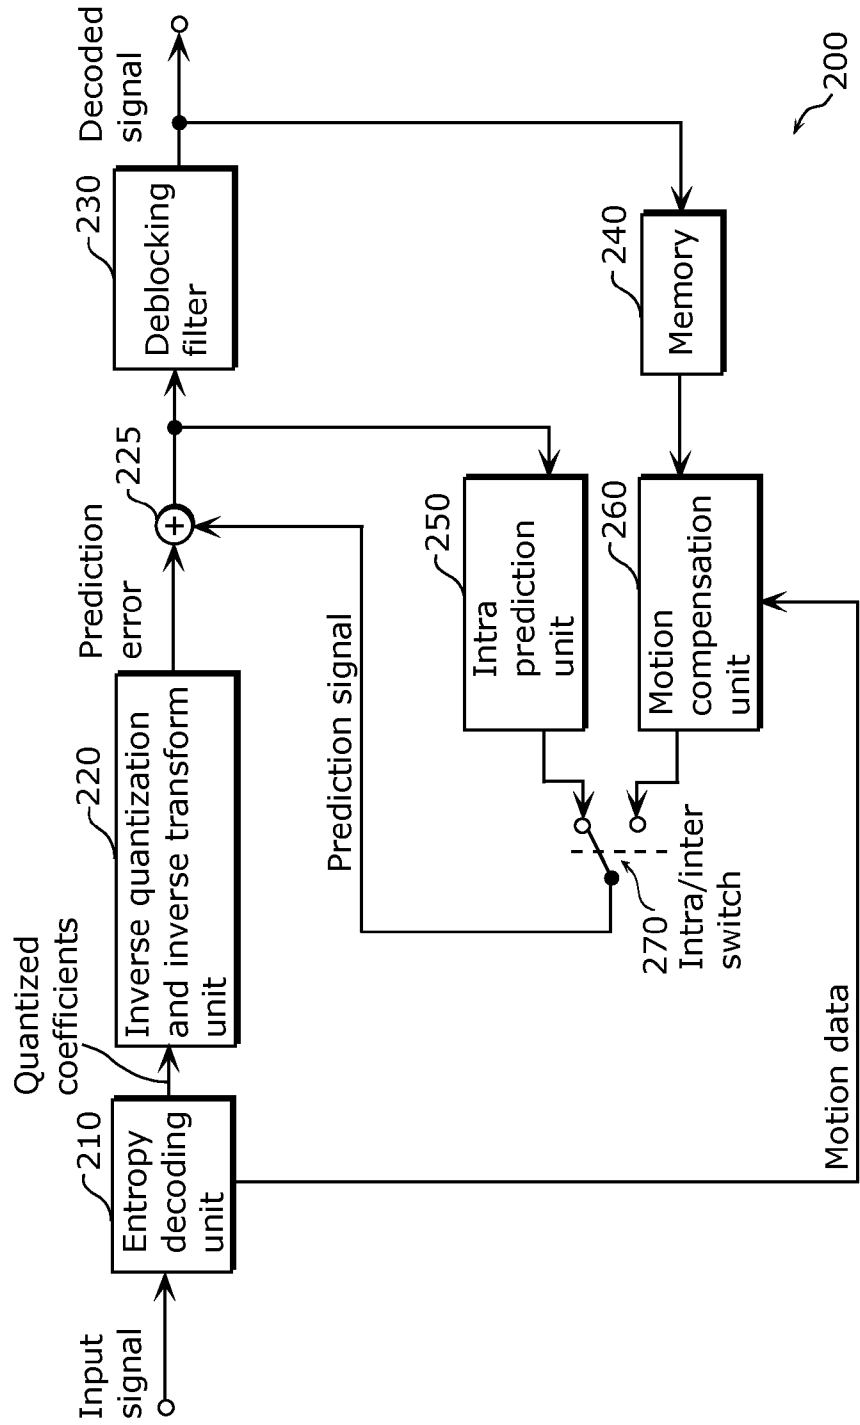 200
Input
signal
210
Entropy
decoding
unit
Quantized
coefficients
220
Inverse quantization
and inverse transform
unit
Prediction
error
225
230
Deblocking
filter
Decoded
signal
Prediction signal
250
Intra
prediction
unit
240
Memory
260
Motion
compensation
unit
270
Intra/inter
switch
Motion data